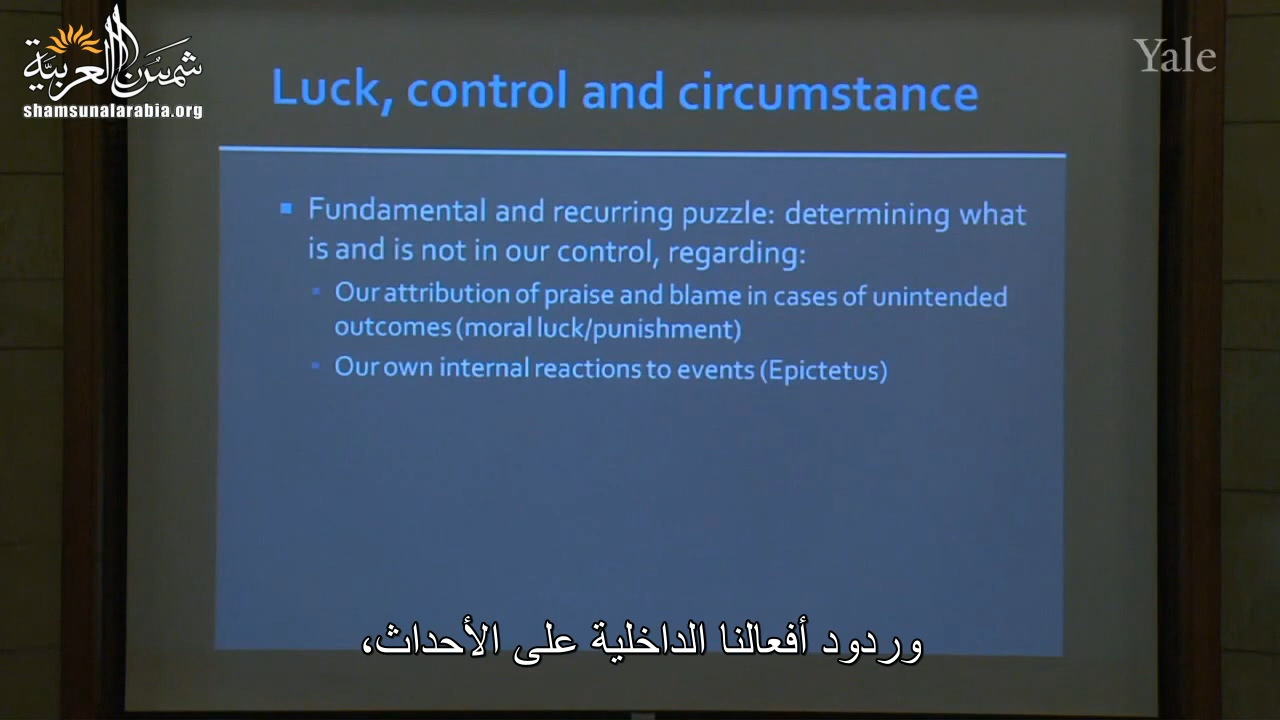 شمس العربية
shamsunalarabia.org
Yale
Luck, control and circumstance
Fundamental and recurring puzzle: determining what
is and is not in our control, regarding:
Our attribution of praise and blame in cases of unintended
outcomes (moral luck/punishment)
Our own internal reactions to events (Epictetus)
وردود أفعالنا الداخلية على الأحداث،